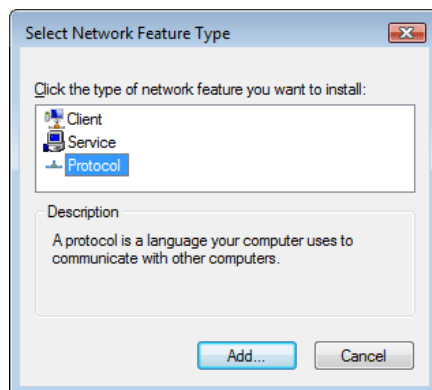 Select Network Feature Type
Click the type of network feature you want to install:
Client
Service
Protocol
Description
A protocol is a language your computer uses to
communicate with other computers.
Add...
Cancel